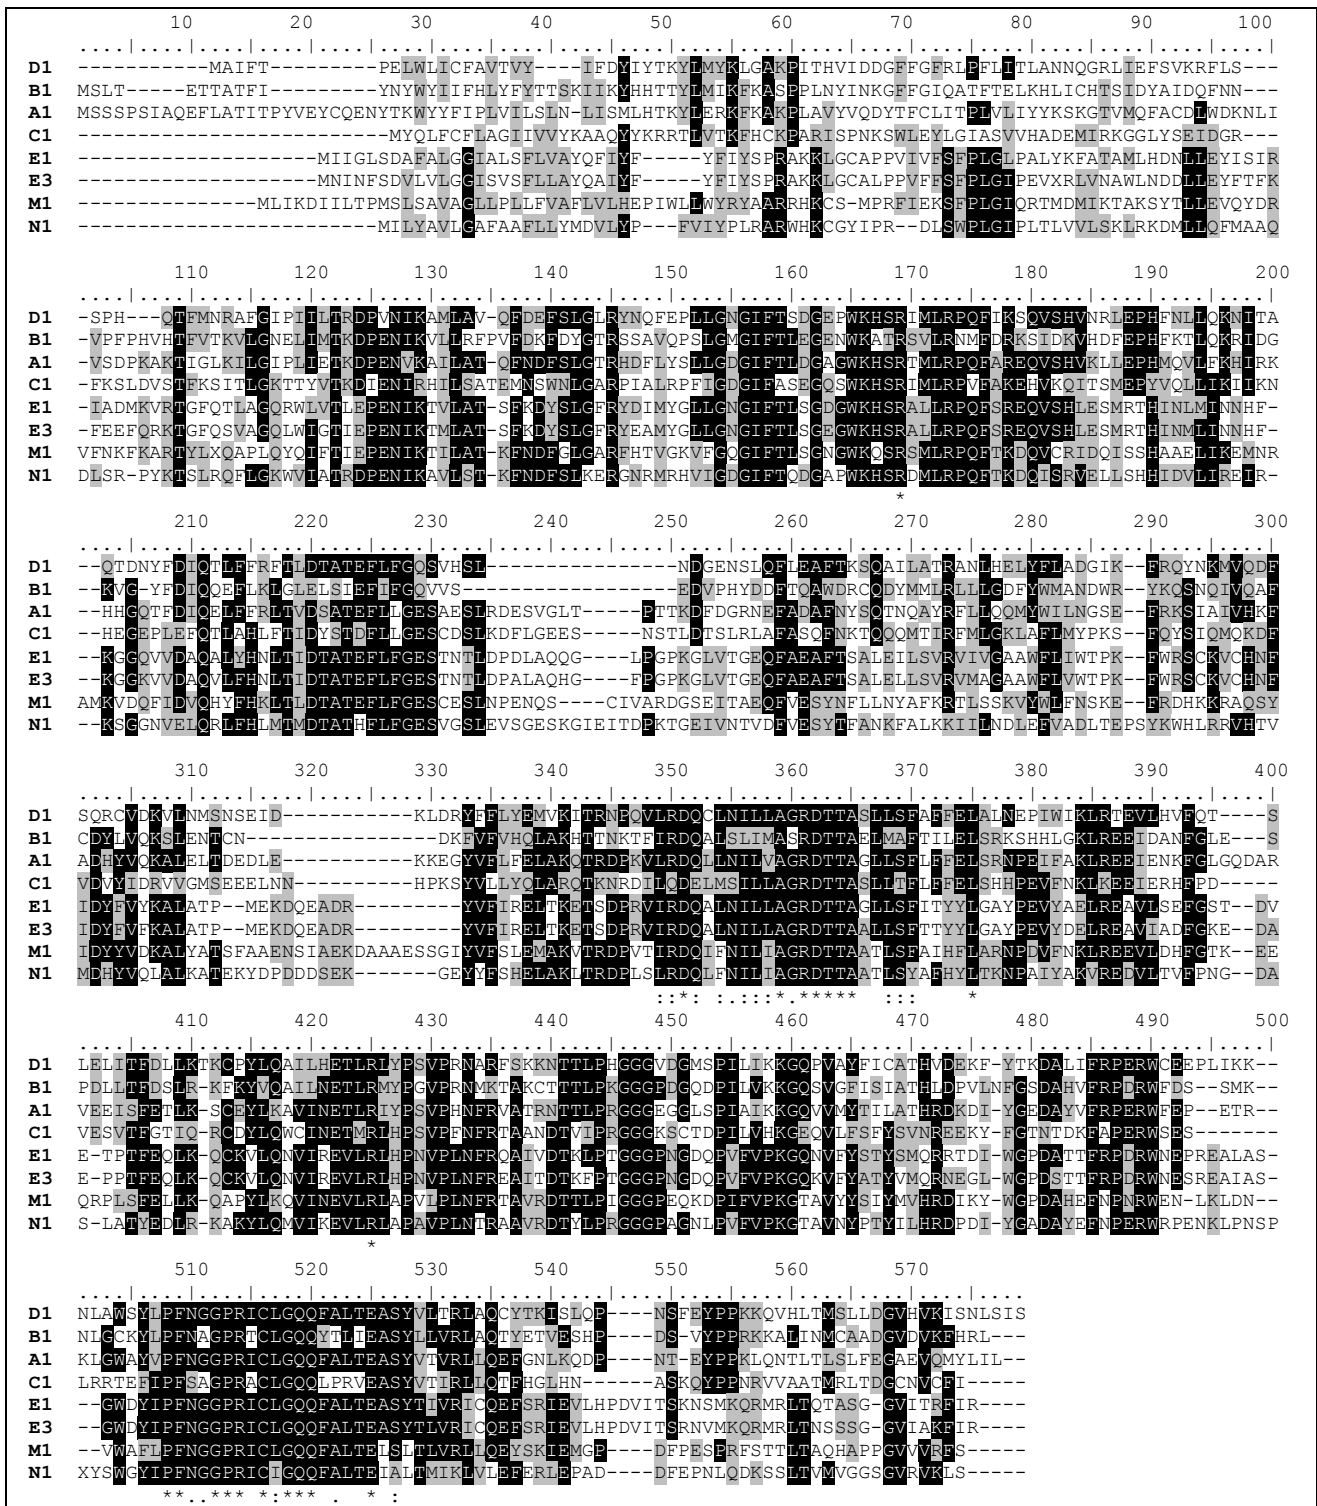 10 20 30 40 50 60 70 80 90 100
....|....|....|....|....|....|....|....|....|....|....|....|....|....|....|....|....|....|....|....|
D1 -----------MAIFT---------PELWLICFAVTVY----IFDYIYTKYLMYKLGAKPITHVIDDGFFGFRLPFLITLANNQGRLIEFSVKRFLS---
B1 MSLT-----ETTATFI---------YNYWYIIFHLYFYTTSKIIKYHHTTYLMIKFKASPPLNYINKGFFGIQATFTELKHLICHTSIDYAIDQFNN---
A1 MSSSPSIAQEFLATITPYVEYCQENYTKWYYFIPLVILSLN-LISMLHTKYLERKFKAKPLAVYVQDYTFCLITPLVLIYYKSKGTVMQFACDLWDKNLI
C1 -------------------------MYQLFCFLAGIIVVYKAAQYYKRRTLVTKFHCKPARISPNKSWLEYLGIASVVHADEMIRKGGLYSEIDGR----
E1 --------------------MIIGLSDAFALGGIALSFLVAYQFIYF-----YFIYSPRAKKLGCAPPVIVFSFPLGLPALYKFATAMLHDNLLEYISIR
E3 --------------------MNINFSDVLVLGGISVSFLLAYQAIYF-----YFIYSPRAKKLGCALPPVFFSFPLGIPEVXRLVNAWLNDDLLEYFTFK
M1 ---------------MLIKDIILTPMSLSAVAGLLPLLFVAFLVLHEPIWLLWYRYAARRHKCS-MPRFIEKSFPLGIQRTMDMIKTAKSYTLLEVQYDR
N1 -------------------------MILYAVLGAFAAFLLYMDVLYP-----FVIYPLRARWHKCGYIPR--DLSWPLGIPLTLVVLSKLRKDMLLQFMAAQ
110 120 130 140 150 160 170 180 190 200
....|....|....|....|....|....|....|....|....|....|....|....|....|....|....|....|....|....|....|....|
D1 -SPH---QTFMNRAFGIPIILTRDPVNIKAMLAV-QFDEFSLGLRYNQFEPLLGNGIFTSDGEPWKHSRIMLRPQFIKSQVSHVNRLEPHFNLLQKNITA
B1 -VPFPHVHTFVTKVLGNELILTKDPENIKVLLRFPVFDKFDYGTRSSAVQPSLGMGIFTLEGENWKATRSVLRNMFDRKSIDKVHDFEPHFKTLQKRIDG
A1 -VSDPKAKTIGLKILGIPLIETKDPENVKAILAT-QFNDFSLGTRHDFLYSLLGDGIFTLDGAGWKHSRTMLRPQFAREQVSHVKLLEPHMQVLFKHIRK
C1 -FKSLDVSTFKSITLGKTTYVTKDIENIRHILSATEMNSWNLGARPIALRPFIGDGIFASEGQSWKHSRIMLRPVFAKEHVKQITSMEPYVQLLIKIIKN
E1 -IADMKVRTGFQTLAGQRWLVTLEPENIKTVLAT-SFKDYSLGFRYDIMYGLLGNGIFTLSGDGWKHSRALLRPQFSREQVSHLESMRTHINLMINNHF-
E3 -FEEFQRKTGFQSVAGQLWIGTIEPENIKTMLAT-SFKDYSLGFRYEAMYGLLGNGIFTLSGEGWKHSRALLRPQFSREQVSHLESMRTHINMLINNHF-
M1 VFNKFKARTYLXQAPLQYQIFTIEPENIKTILAT-KFNDFGLGARFHTVGKVFGQGIFTLSGNGWKQSRSMLRPQFTKDQVCRIDQISSHAAELIKEMNR
N1 DLSR-PYKTSLRQFLGKWVIATRDPENIKAVLST-KFNDFSLKERGNRMRHVIGDGIFTQDGAPWKHSRDMLRPQFTKDQISRVELLSHHIDVLIREIR-
*
210 220 230 240 250 260 270 280 290 300
....|....|....|....|....|....|....|....|....|....|....|....|....|....|....|....|....|....|....|....|
D1 --QTDNYFDIQTLFFRFTLDTATEFLFGQSVHSL----------------NDGENSLQFLEAFTKSQAILATRANLHELYFLADGIK--FRQYNKMVQDF
B1 --KVG-YFDIQQEFLKLGLELSIEFIFGQVVS------------------EDVPHYDDFTQAWDRCQDYMMLRLLLGDFYWMANDWR--YKQSNQIVQAF
A1 --HHGQTFDIQELFFRLTVDSATEFLLGESAESLRDESVGLT-----PTTKDFDGRNEFADAFNYSQTNQAYRFLLQQMYWILNGSE--FRKSIAIVHKF
C1 --HEGEPLEFQTLAHLFTIDYSTDFLLGESCDSLKDFLGEES-----NSTLDTSLRLAFASQFNKTQQQMTIRFMLGKLAFLMYPKS--FQYSIQMQKDF
E1 --KGGQVVDAQALYHNLTIDTATEFLFGESTNTLDPDLAQQG-----LPGPKGLVTGEQFAEAFTSALEILSVRVIVGAAWFLIWTPK--FWRSCKVCHNF
E3 --KGGKVVDAQVLFHNLTIDTATEFLFGESTNTLDPALAQHG-----FPGPKGLVTGEQFAEAFTSALELLSVRVMAGAAWFLVWTPK--FWRSCKVCHNF
M1 AMKVDQFIDVQHYFHKLTLDTATEFLFGESCESLNPENQS-----CIVARDGSEITAEQFVESYNFLLNYAFKRTLSSKVYWLFNSKE--FRDHKKRAQSY
N1 --KSGGNVELQRLFHLMTMDTATHFLFGESVGSLEVSGESKGIEITDPKTGEIVNTVDFVESYTFANKFALKKIILNDLEFVADLTEPSYKWHLRRVHTV
310 320 330 340 350 360 370 380 390 400
....|....|....|....|....|....|....|....|....|....|....|....|....|....|....|....|....|....|....|....|
D1 SQRCVDKVLNMSNSEID-----------KLDRYFFLYEMVKITRNPQVLRDQCLNILLAGRDTTASLLSFAFFELALNEPIWIKLRTEVLHVFQT----S
B1 CDYLVQKSLENTCN----------------DKFVFVHQLAKHTTNKTFIRDQALSLIMASRDTTAELMAFTILELSRKSHHLGKLREEIDANFGLE---S
A1 ADHYVQKALELTDEDLE-----------KKEGYVFLFELAKQTRDPKVLRDQLLNILVAGRDTTAGLLSFLFFELSRNPEIFAKLREEIENKFGLGQDAR
C1 VDVYIDRVVGMSEEELNN----------HPKSYVLLYQLARQTKNRDILQDELMSILLAGRDTTASLLTFLFFELSHHPEVFNKLKEEIERHFPD-----
E1 IDYFVYKALATP--MEKDQEADR---------YVFIRELTKETSDPRVIRDQALNILLAGRDTTAGLLSFITYYLGAYPEVYAELREAVLSEFGST--DV
E3 IDYFVFKALATP--MEKDQEADR---------YVFIRELTKETSDPRVIRDQALNILLAGRDTTAALLSFTTYYLGAYPEVYDELREAVIADFGKE--DA
M1 IDYYVDKALYATSFAAENSIAEKDAAAESSGIYVFSLEMAKVTRDPVTIRDQIFNILIAGRDTTAATLSFAIHFLARNPDVFNKLREEVLDHFGTK--EE
N1 MDHYVQLALKATEKYDPDDDSEK-------GEYYFSHELAKLTRDPLSLRDQLFNILIAGRDTTAATLSYAFHYLTKNPAIYAKVREDVLTVFPNG--DA
::*: :.:::*.***** ::: *
410 420 430 440 450 460 470 480 490 500
....|....|....|....|....|....|....|....|....|....|....|....|....|....|....|....|....|....|....|....|
D1 LELITFDLLKTKCPYLQAILHETLRLYPSVPRNARFSKKNTTLPHGGGVDGMSPILIKKGQPVAYFICATHVDEKF-YTKDALIFRPERWCEEPLIKK--
B1 PDLLTFDSLR-KFKYVQAILNETLRMYPGVPRNMKTAKCTTTLPKGGGPDGQDPILVKKGQSVGFISIATHLDPVLNFGSDAHVFRPDRWFDS--SMK--
A1 VEEISFETLK-SCEYLKAVINETLRIYPSVPHNFRVATRNTTLPRGGGEGGLSPIAIKKGQVVMYTILATHRDKDI-YGEDAYVFRPERWFEP--ETR--
C1 VESVTFGTIQ-RCDYLQWCINETMRLHPSVPFNFRTAANDTVIPRGGGKSCTDPILVHKGEQVLFSFYSVNREEKY-FGTNTDKFAPERWSES-------
E1 E-TPTFEQLK-QCKVLQNVIREVLRLHPNVPLNFRQAIVDTKLPTGGGPNGDQPVFVPKGQNVFYSTYSMQRRTDI-WGPDATTFRPDRWNEPREALAS-
E3 E-PPTFEQLK-QCKVLQNVIREVLRLHPNVPLNFREAITDTKFPTGGGPNGDQPVFVPKGQKVFYATYVMQRNEGL-WGPDSTTFRPDRWNESREAIAS-
M1 QRPLSFELLK-QAPYLKQVINEVLRLAPVLPLNFRTAVRDTTLPIGGGPEQKDPIFVPKGTAVYYSIYMVHRDIKY-WGPDAHEFNPNRWEN-LKLDN--
N1 S-LATYEDLR-KAKYLQMVIKEVLRLAPAVPLNTRAAVRDTYLPRGGGPAGNLPVFVPKGTAVNYPTYILHRDPDI-YGADAYEFNPERWRPENKLPNSP
*
510 520 530 540 550 560 570
....|....|....|....|....|....|....|....|....|....|....|....|....|....|....|....
D1 NLAWSYLPFNGGPRICLGQQFALTEASYVLTRLAQCYTKISLQP----NSFEYPPKKQVHLTMSLLDGVHVKISNLSIS
B1 NLGCKYLPFNAGPRTCLGQQYTLIEASYLLVRLAQTYETVESHP----DS-VYPPRKKALINMCAADGVDVKFHRL---
A1 KLGWAYVPFNGGPRICLGQQFALTEASYVTVRLLQEFGNLKQDP----NT-EYPPKLQNTLTLSLFEGAEVQMYLIL--
C1 LRRTEFIPFSAGPRACLGQQLPRVEASYVTIRLLQTFHGLHN------ASKQYPPNRVVAATMRLTDGCNVCFI-----
E1 --GWDYIPFNGGPRICLGQQFALTEASYTIVRICQEFSRIEVLHPDVITSKNSMKQRMRLTQTASG-GVITRFIR----
E3 --GWDYIPFNGGPRICLGQQFALTEASYTLVRICQEFSRIEVLHPDVITSRNVMKQRMRLTNSSSG-GVIAKFIR----
M1 --VWAFLPFNGGPRICLGQQFALTELSLTLVRLLQEYSKIEMGP----DFPESPRFSTTLTAQHAPPGVVVRFS-----
N1 XYSWGYIPFNGGPRICIGQQFALTEIALTMIKLVLEFERLEPAD----DFEPNLQDKSSLTVMVGGSGVRVKLS-----
**..*** *:*** . * :